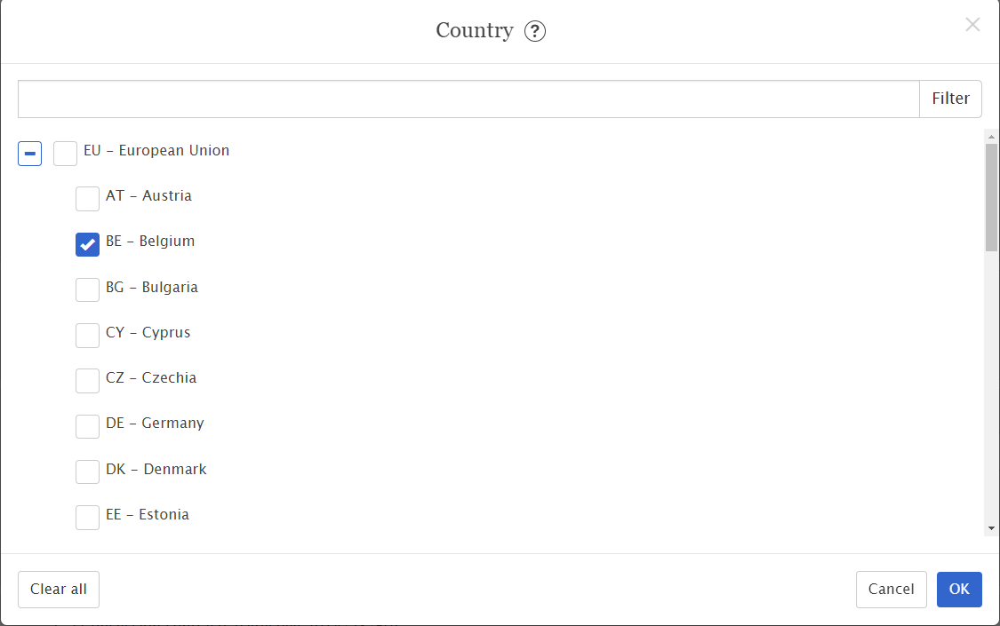 Country ?
Filter
EU – European Union
AT – Austria
BE – Belgium
BG – Bulgaria
CY – Cyprus
CZ – Czechia
DE – Germany
DK – Denmark
EE – Estonia
Clear all
Cancel
OK